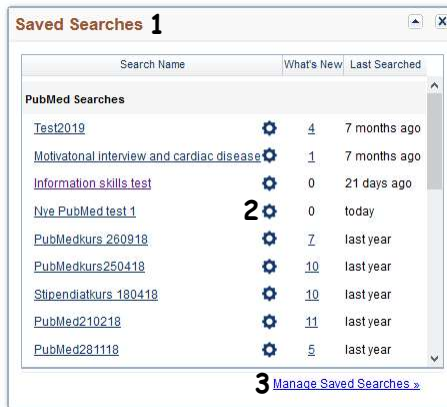 Saved Searches 1
Search Name What's New Last Searched
PubMed Searches
Test2019 4 7 months ago
Motivatonal interview and cardiac disease 1 7 months ago
Information skills test 0 21 days ago
Nye PubMed test 1 2 0 today
PubMedkurs 260918 7 last year
PubMedkurs250418 10 last year
Stipendiatkurs 180418 10 last year
PubMed210218 11 last year
PubMed281118 5 last year
3 Manage Saved Searches »